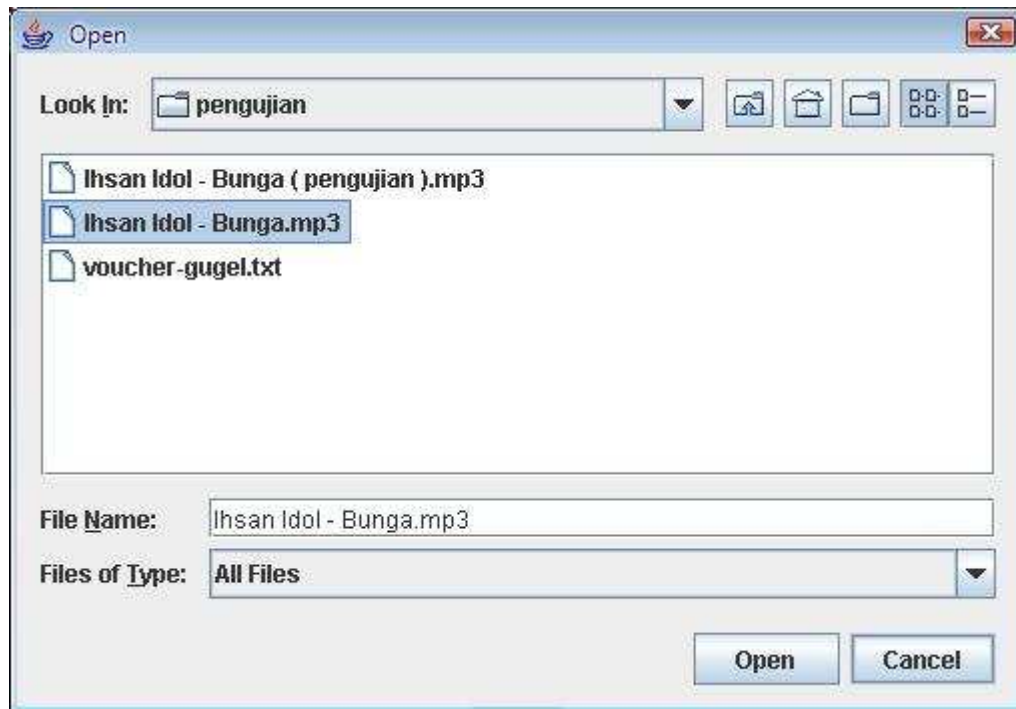 Open
Look In: pengujian
Ihsan Idol - Bunga ( pengujian ).mp3
Ihsan Idol - Bunga.mp3
voucher-gugel.txt
File Name: Ihsan Idol - Bunga.mp3
Files of Type: All Files
Open Cancel